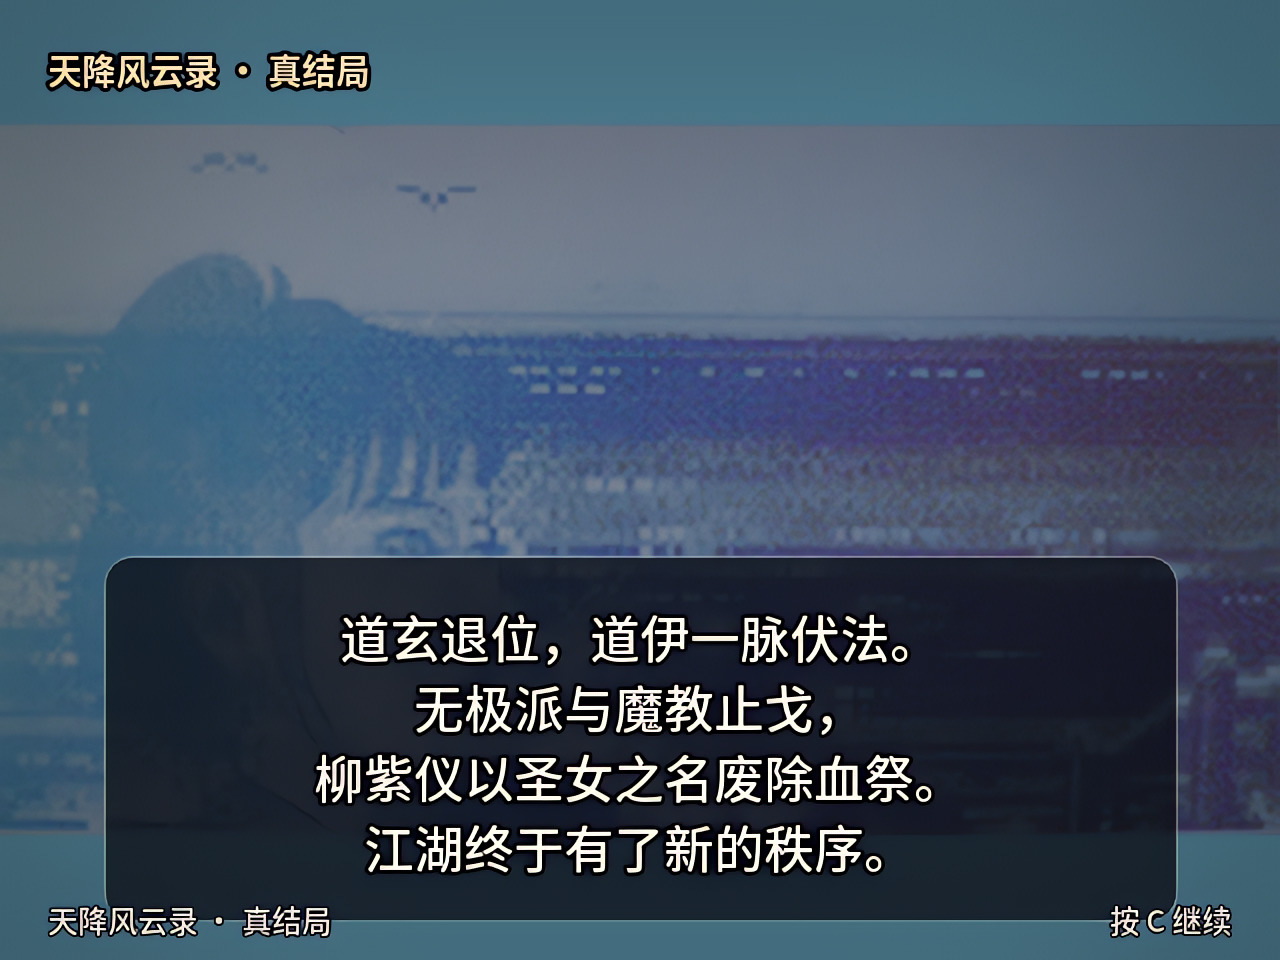 天降风云录 · 真结局
道玄退位，道伊一脉伏法。
无极派与魔教止戈，
柳紫仪以圣女之名废除血祭。
江湖终于有了新的秩序。
天降风云录 · 真结局
按 C 继续